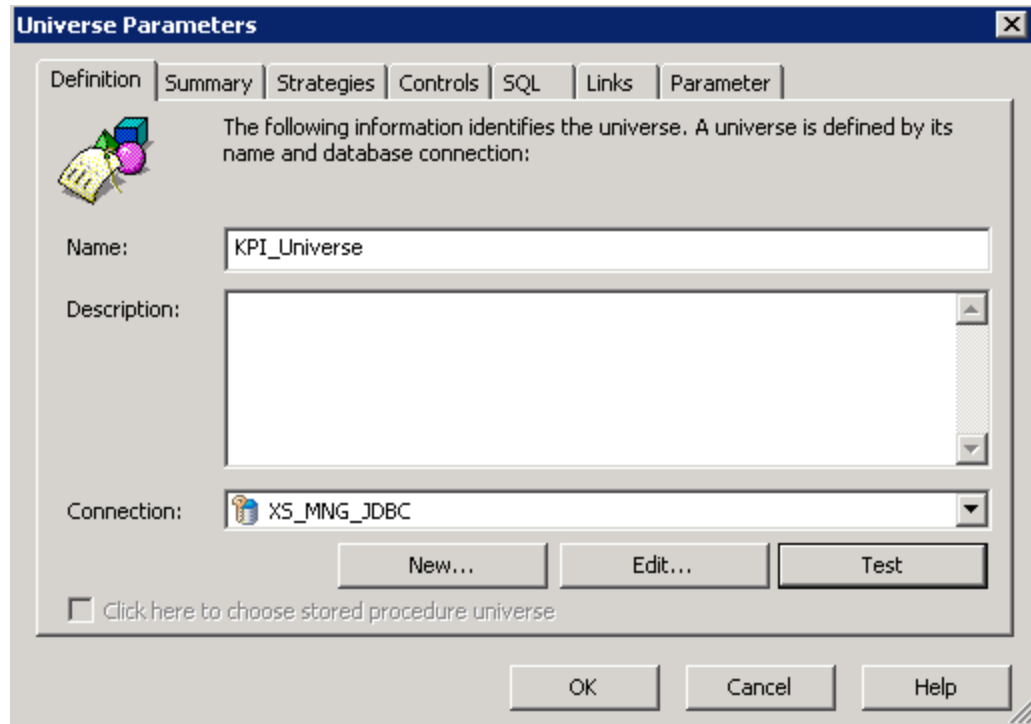 Universe Parameters
Definition Summary Strategies Controls SQL Links Parameter
The following information identifies the universe. A universe is defined by its
name and database connection:
Name: KPI_Universe
Description:
Connection: XS_MNG_JDBC
New... Edit... Test
Click here to choose stored procedure universe
OK Cancel Help